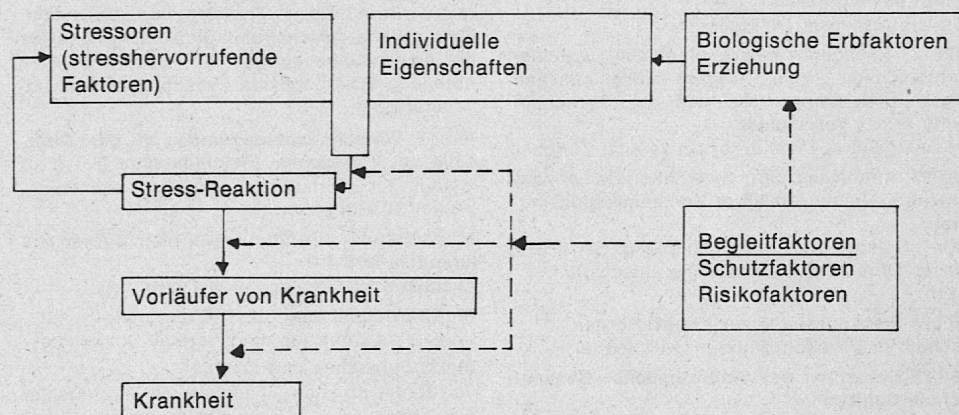 Stressoren
(stresshervorrufende
Faktoren)
Individuelle
Eigenschaften
Biologische Erbfaktoren
Erziehung
Stress-Reaktion
Begleitfaktoren
Schutzfaktoren
Risikofaktoren
Vorläufer von Krankheit
Krankheit